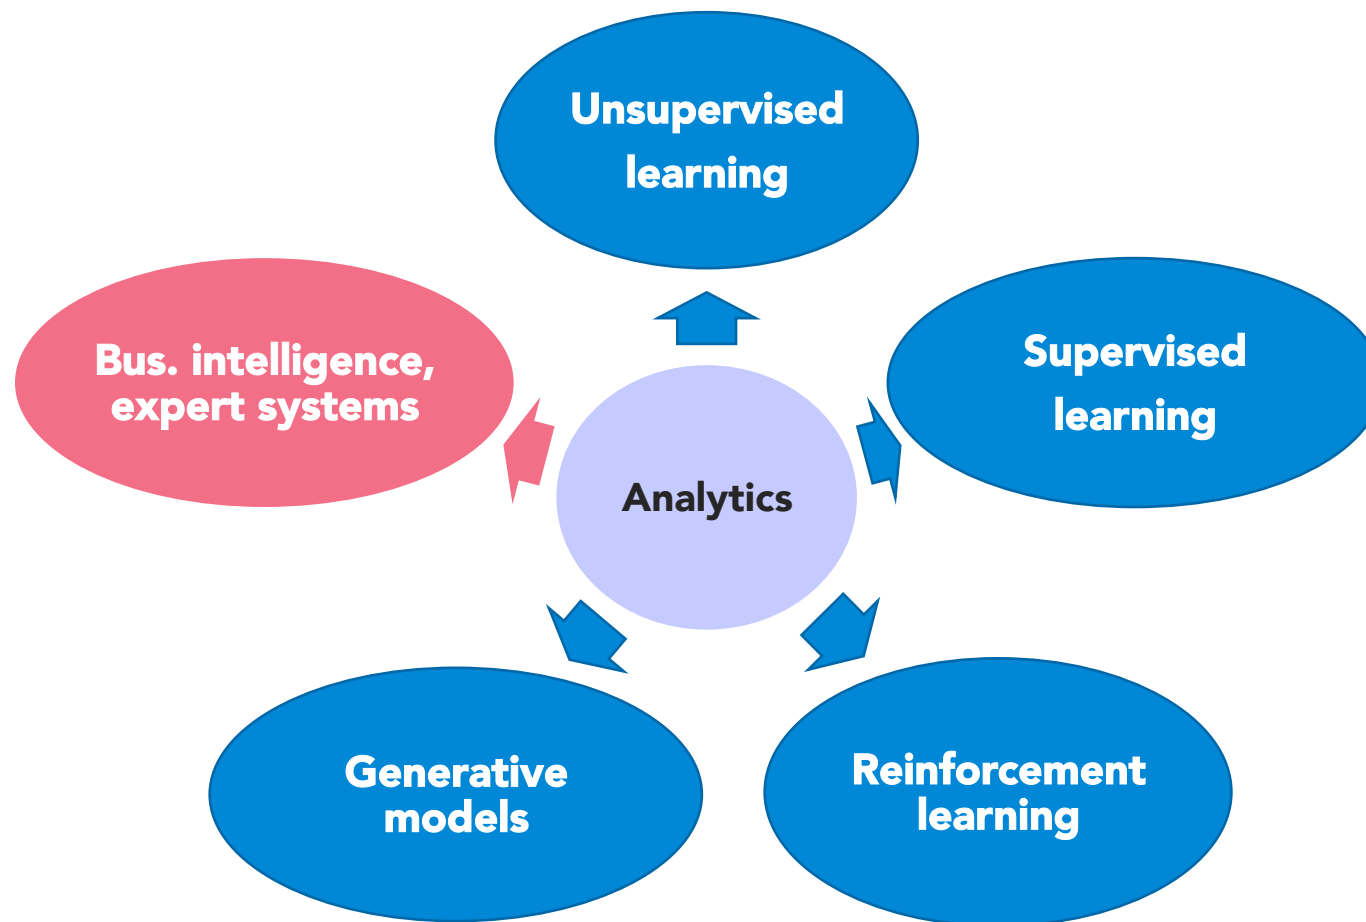 Unsupervised
learning
Bus. intelligence,
expert systems
Supervised
learning
Analytics
Generative
models
Reinforcement
learning